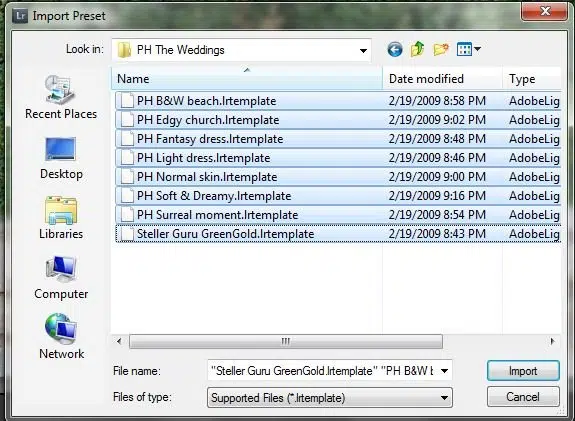 Lr Import Preset
Look in: PH The Weddings
Name Date modified Type
PH B&W beach.lrtemplate 2/19/2009 8:58 PM AdobeLig
PH Edgy church.lrtemplate 2/19/2009 9:02 PM AdobeLig
PH Fantasy dress.lrtemplate 2/19/2009 8:48 PM AdobeLig
PH Light dress.lrtemplate 2/19/2009 8:46 PM AdobeLig
PH Normal skin.lrtemplate 2/19/2009 9:00 PM AdobeLig
PH Soft & Dreamy.lrtemplate 2/19/2009 9:16 PM AdobeLig
PH Surreal moment.lrtemplate 2/19/2009 8:54 PM AdobeLig
Steller Guru GreenGold.lrtemplate 2/19/2009 8:43 PM AdobeLig
Recent Places
Desktop
Libraries
Computer
Network
File name: "Steller Guru GreenGold.lrtemplate" "PH B&W b
Import
Files of type: Supported Files (*.lrtemplate)
Cancel